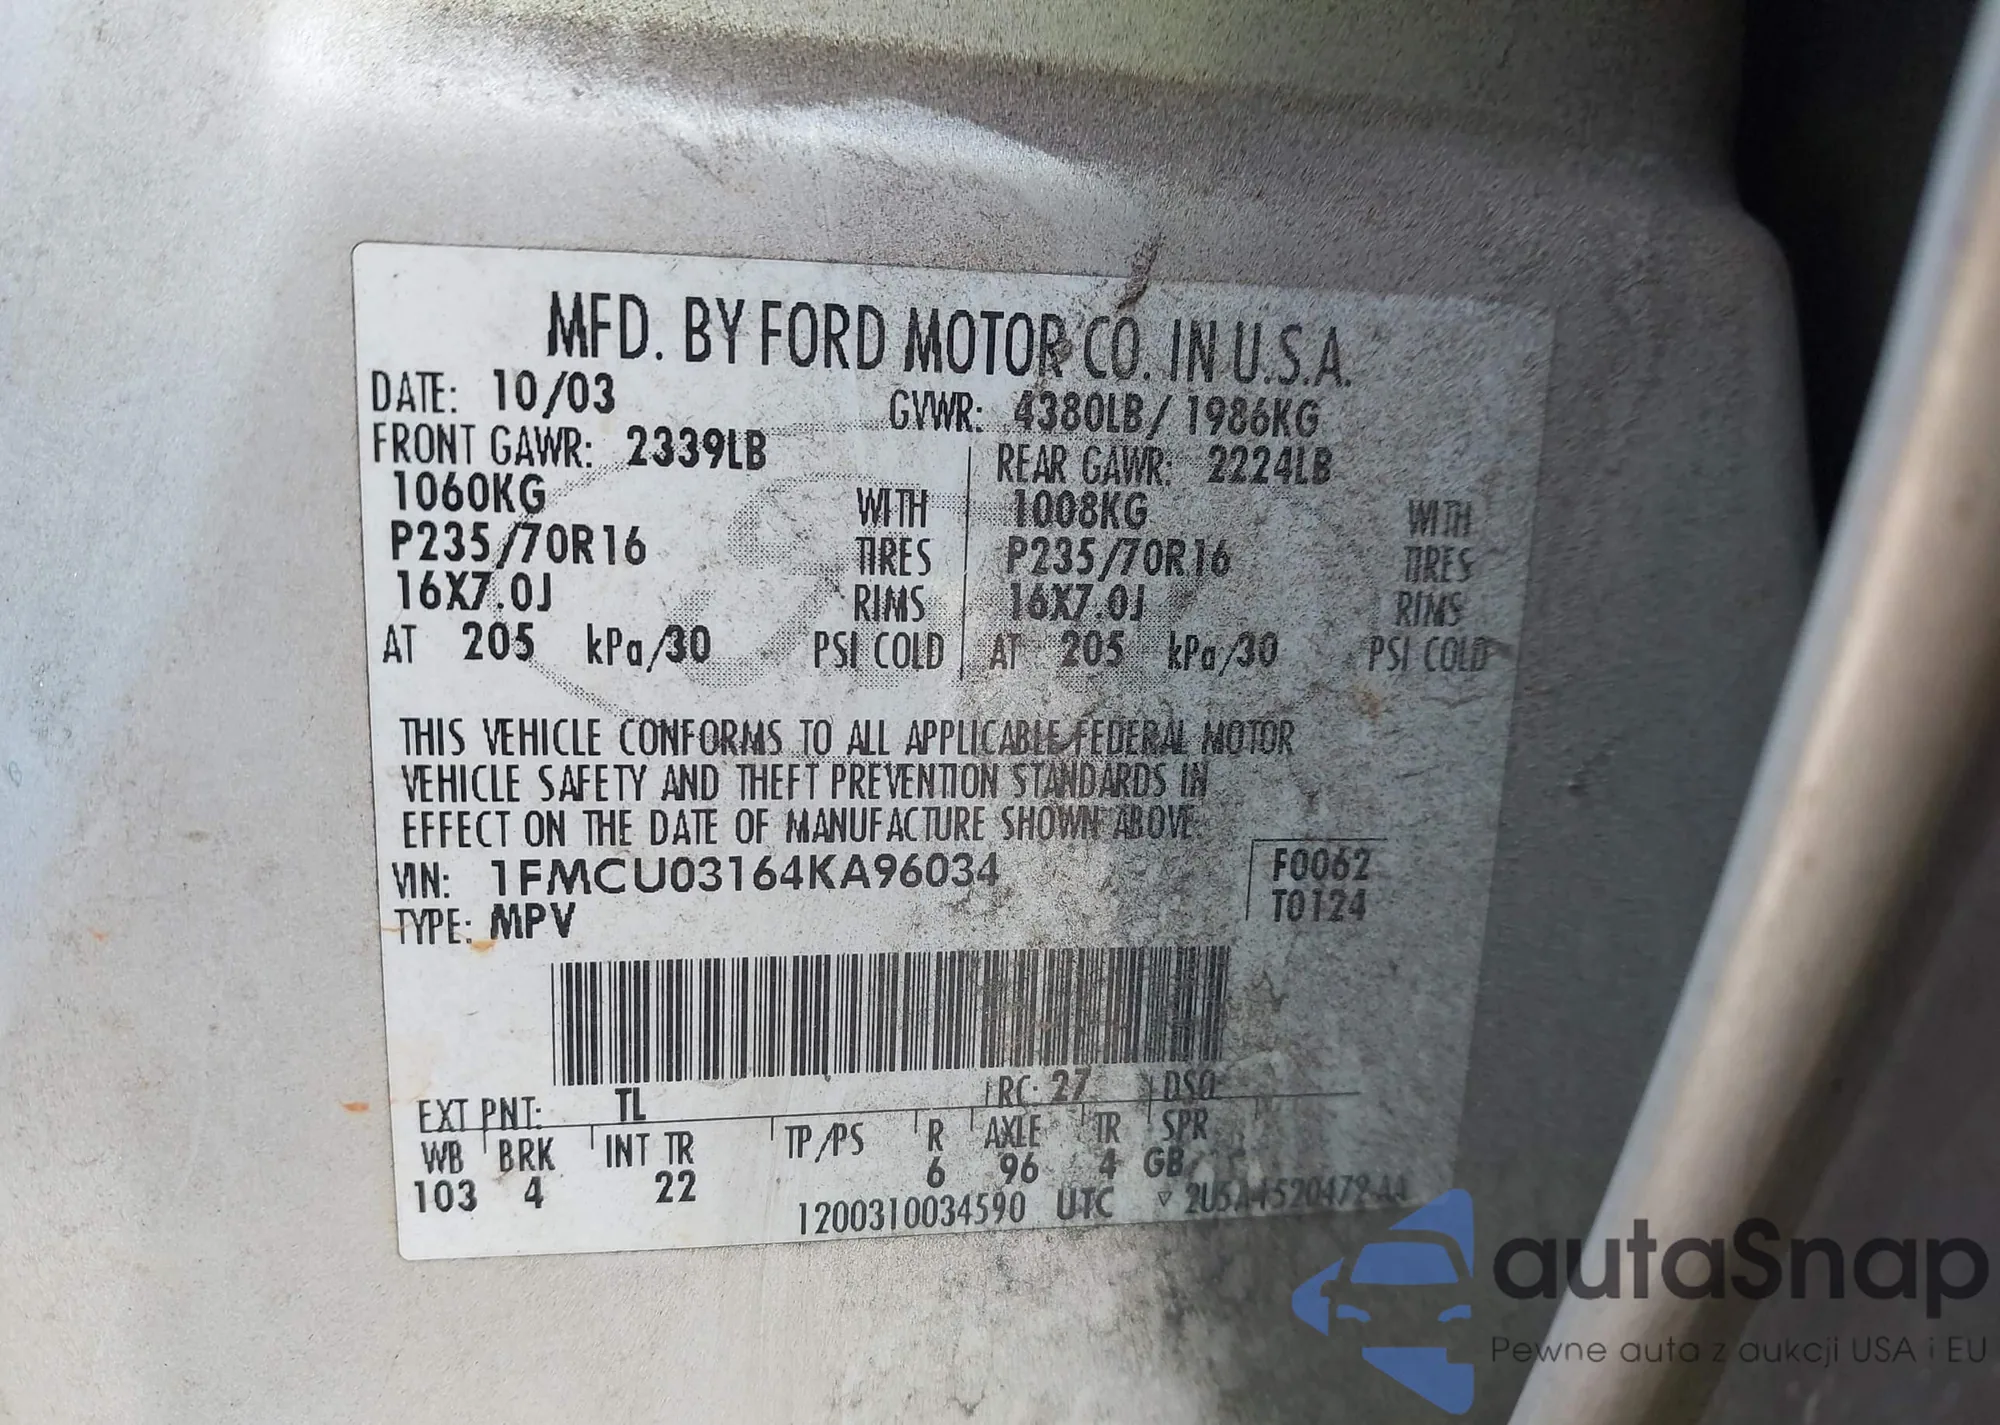 MFD. BY FORD MOTOR CO. IN U.S.A.
DATE: 10/03 GVWR: 4380LB/ 1986KG
FRONT GAWR: 2339LB REAR GAWR: 2224LB
1060KG WITH 1008KG WITH
P235/70R16 TIRES P235/70R16 TIRES
16X7.0J RIMS 16X7.0J RIMS
AT 205 kPa/30 PSI COLD AT 205 kPa/30 PSI COLD
THIS VEHICLE CONFORMS TO ALL APPLICABLE FEDERAL MOTOR
VEHICLE SAFETY AND THEFT PREVENTION STANDARDS IN
EFFECT ON THE DATE OF MANUFACTURE SHOWN ABOVE.
VIN: 1FMCU03164KA96034 F0062
TYPE: MPV T0124
EXT PNT: TL RC: 27 DSO:
WB BRK INT TR TP/PS R AXLE TR SPR
103 4 22 6 96 4 GB
1200310034590 UTC
autaSnap
Pewne auta z aukcji USA i EU